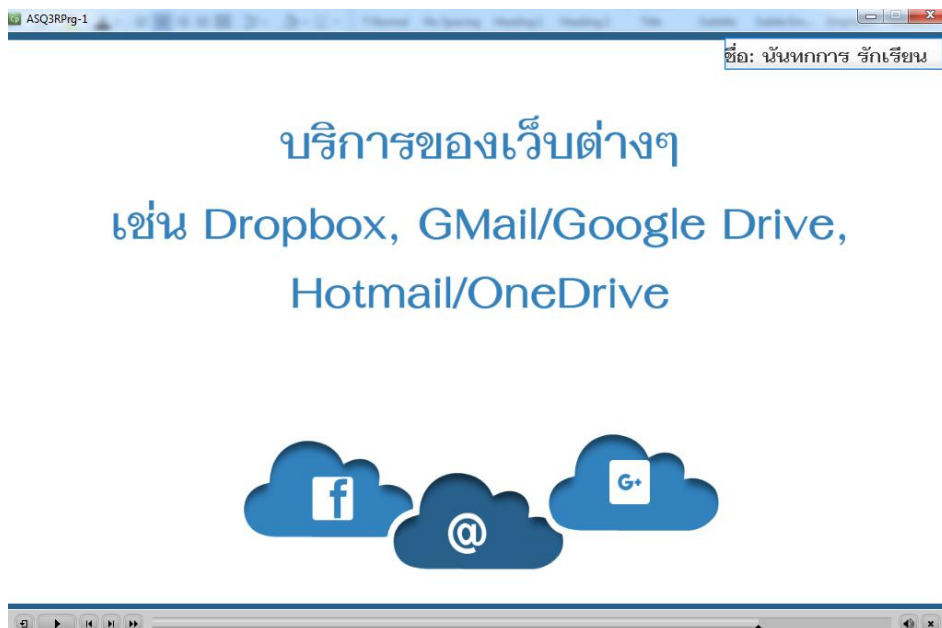 ASQ3RPrg-1
ชื่อ: นันทกการ รักเรียน
บริการของเว็บต่างๆ
เช่น Dropbox, GMail/Google Drive,
Hotmail/OneDrive
f
G+
@